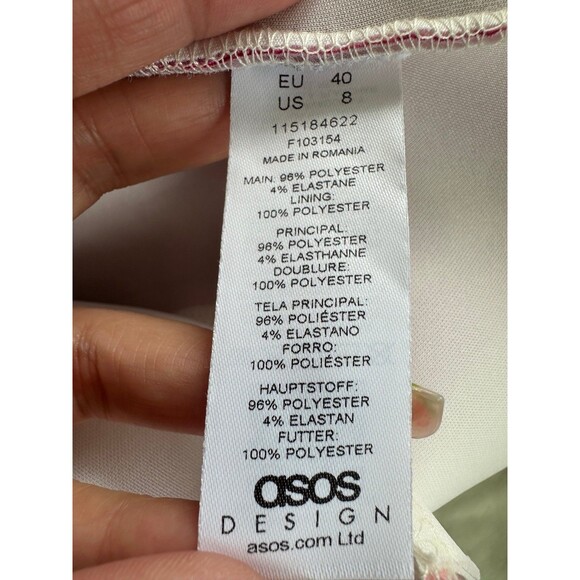 EU 40
US 8
115184622
F103154
MADE IN ROMANIA
MAIN: 96% POLYESTER
4% ELASTANE
LINING:
100% POLYESTER
PRINCIPAL:
96% POLYESTER
4% ELASTHANNE
DOUBLURE:
100% POLYESTER
TELA PRINCIPAL:
96% POLIÉSTER
4% ELASTANO
FORRO:
100% POLIÉSTER
HAUPTSTOFF:
96% POLYESTER
4% ELASTAN
FUTTER:
100% POLYESTER
asos
DESIGN
asos.com Ltd